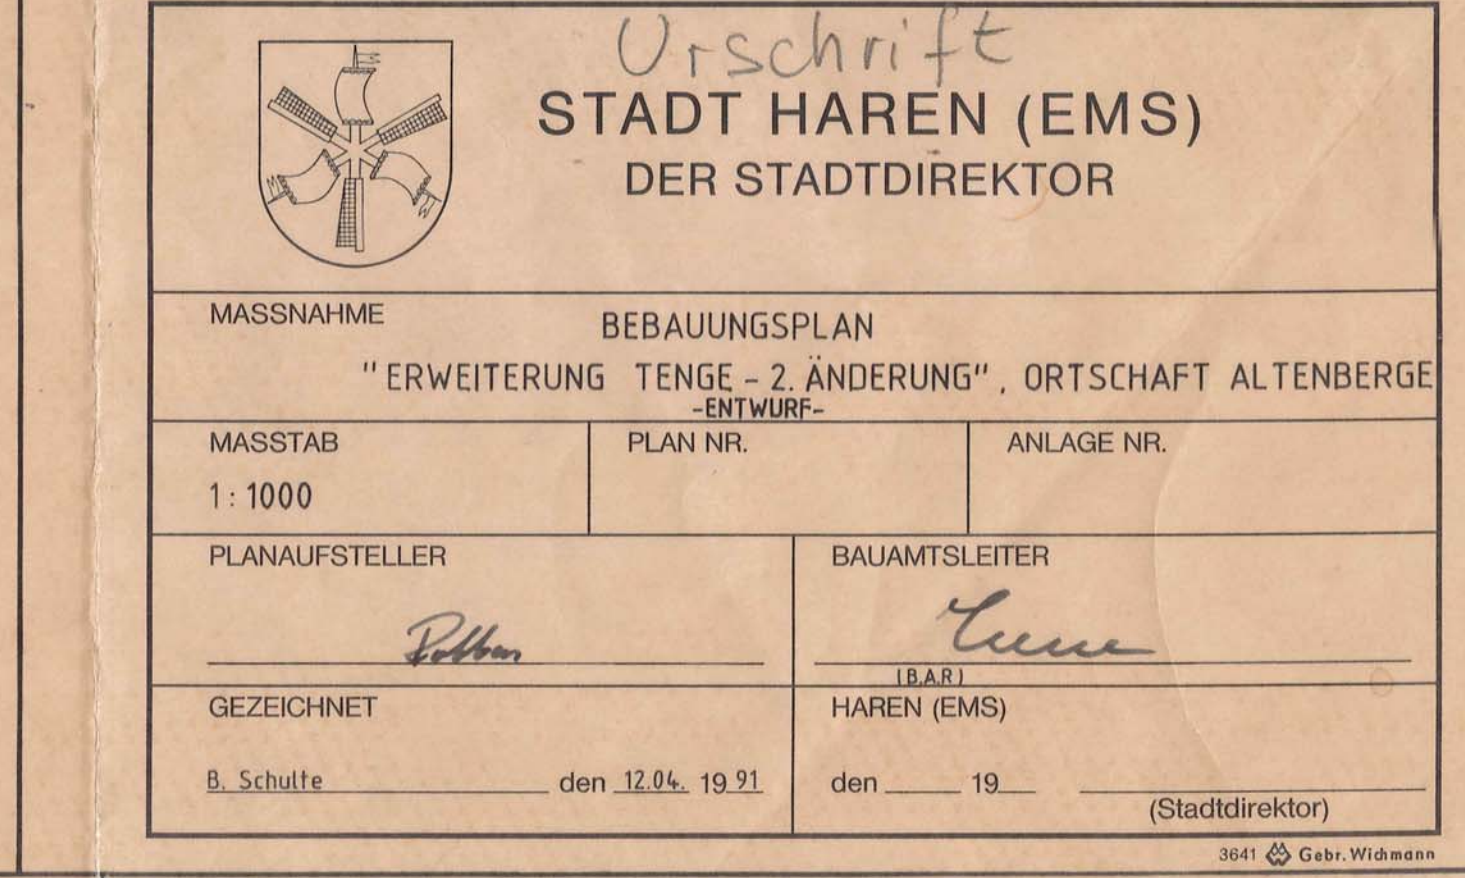 Urschrift
STADT HAREN (EMS)
DER STADTDIREKTOR
MASSNAHME
BEBAUUNGSPLAN
"ERWEITERUNG TENGE - 2. ÄNDERUNG", ORTSCHAFT ALTENBERGE
-ENTWURF-
MASSTAB
1 : 1000
PLAN NR.
ANLAGE NR.
PLANAUFSTELLER
BAUAMTSLEITER
(B.A.R)
GEZEICHNET
B. Schulte den 12.04. 19 91
HAREN (EMS)
den 19
(Stadtdirektor)
3641 Gebr. Wichmann